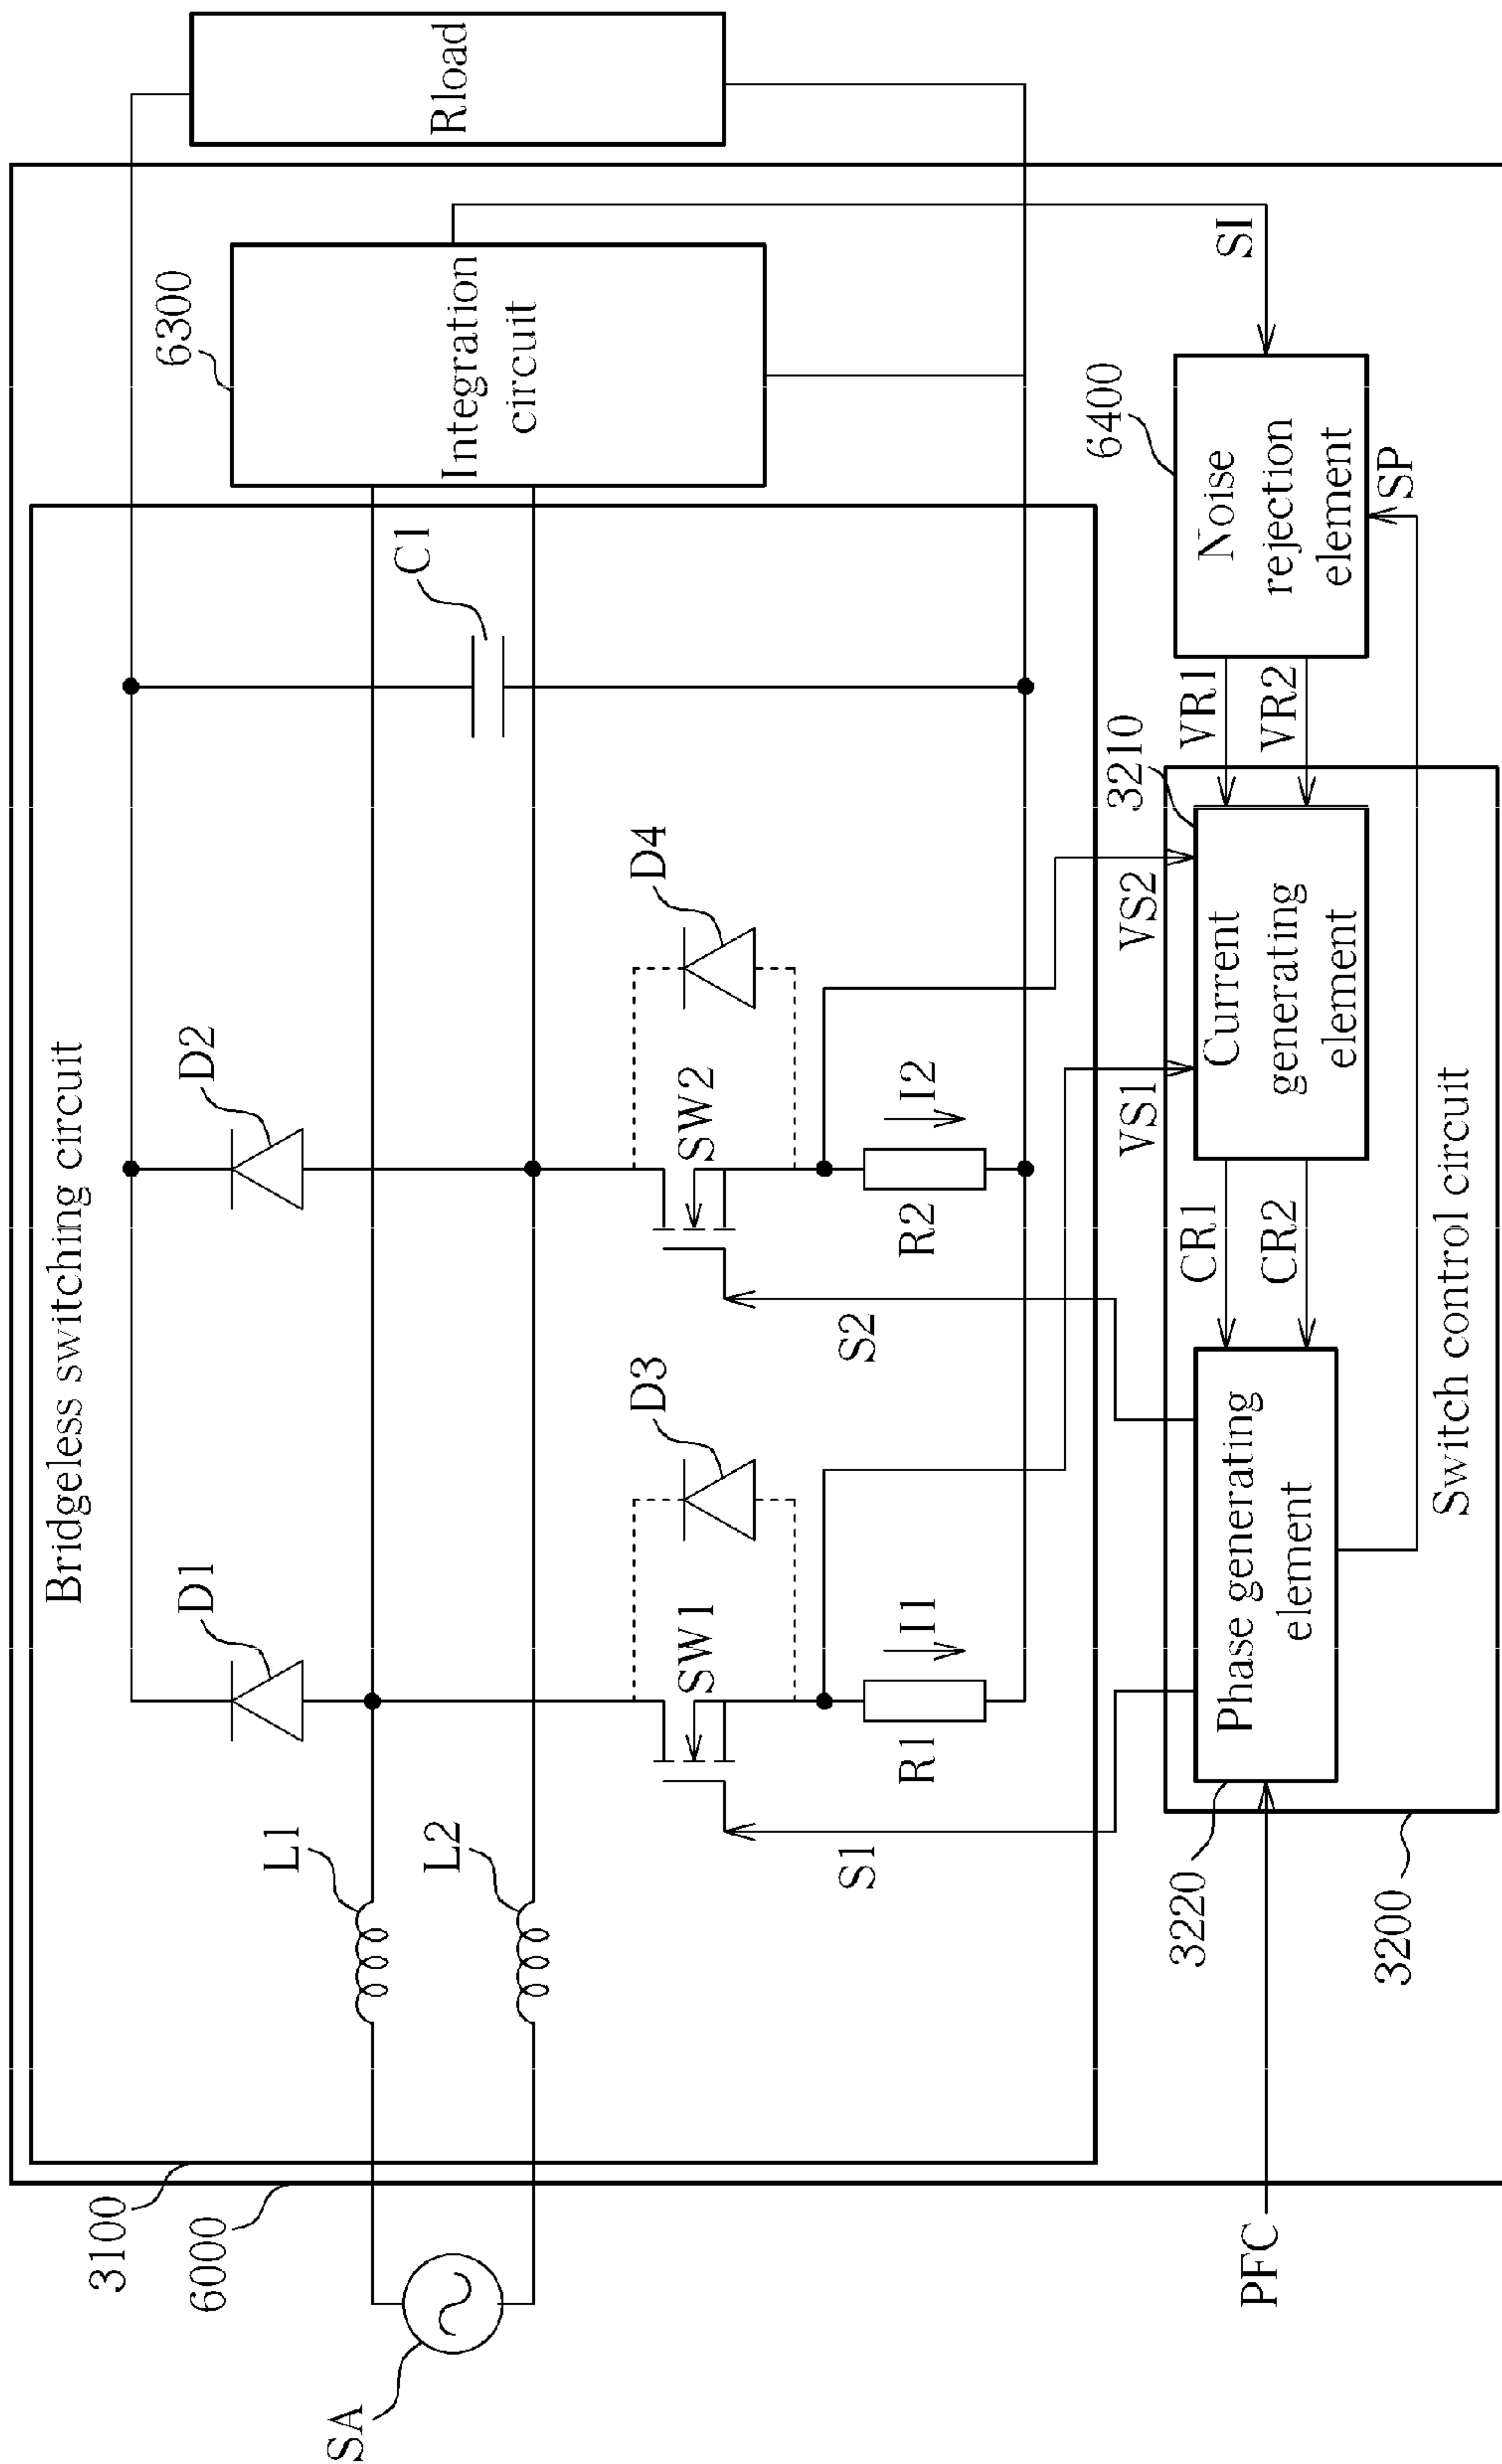 Bridgeless switching circuit
3100
6000
SA
L1
L2
D1
D2
D3
D4
SW1
SW2
S1
S2
R1
I1
R2
I2
C1
6300
Integration
circuit
Rload
SI
6400
Noise
rejection
element
SP
VR1
VR2
3210
VS1
VS2
Current
generating
element
CR1
CR2
Phase generating
element
Switch control circuit
3220
3200
PFC